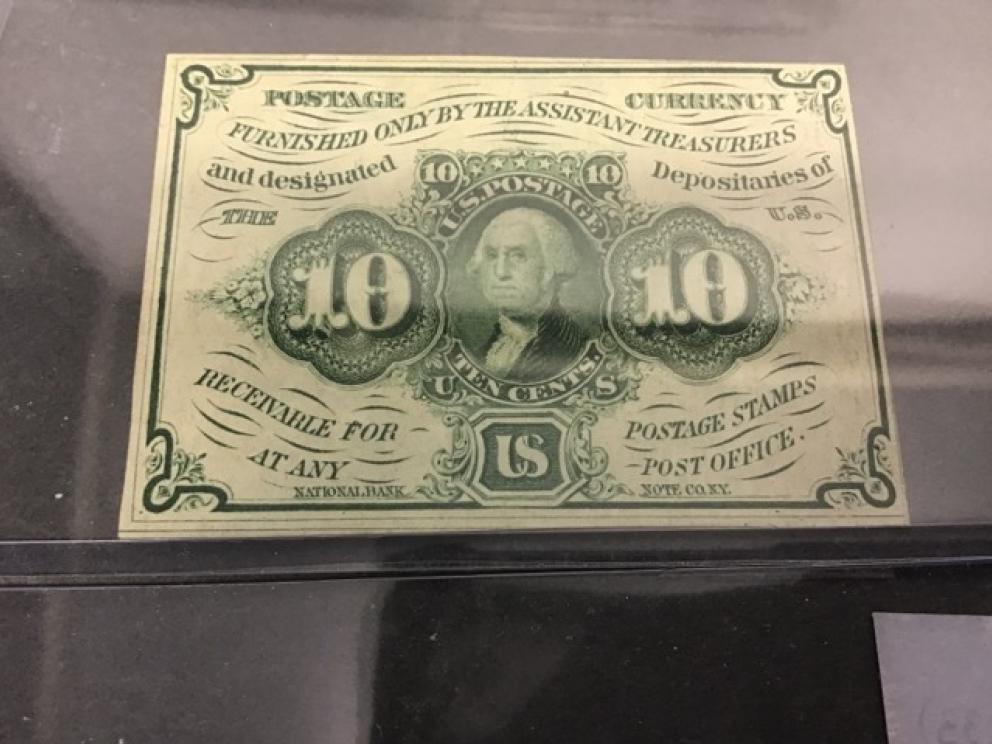 POSTAGE CURRENCY
FURNISHED ONLY BY THE ASSISTANT TREASURERS
and designated Depositaries of
THE U.S.
10 10
U.S. POSTAGE
10 10
TEN CENTS.
U S
RECEIVABLE FOR POSTAGE STAMPS
AT ANY POST OFFICE.
US
NATIONAL BANK NOTE CO. NY.